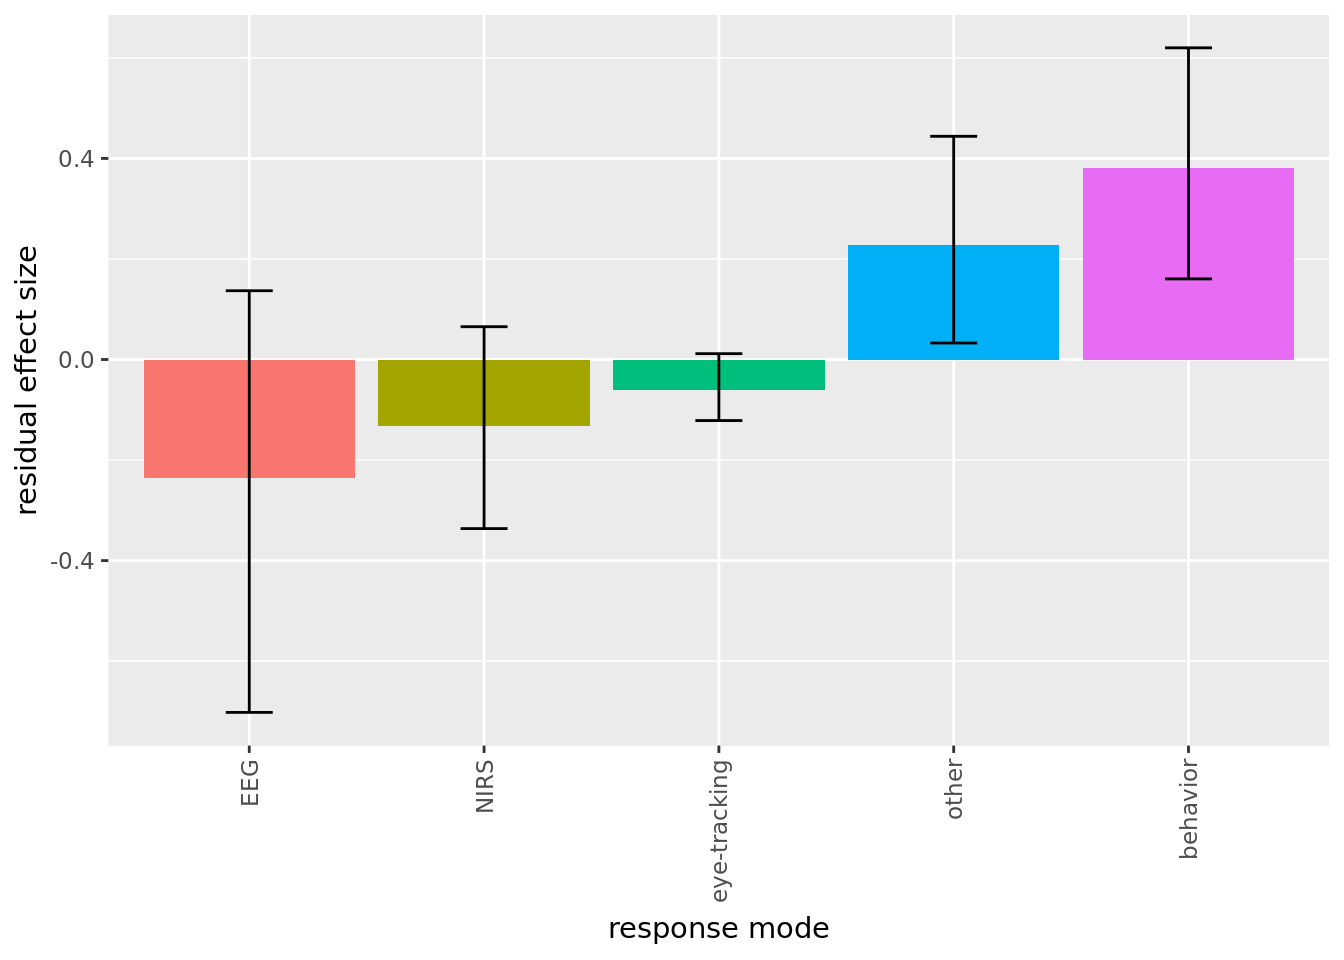 residual effect size
0.4
0.0
-0.4
EEG
NIRS
eye-tracking
other
behavior
response mode